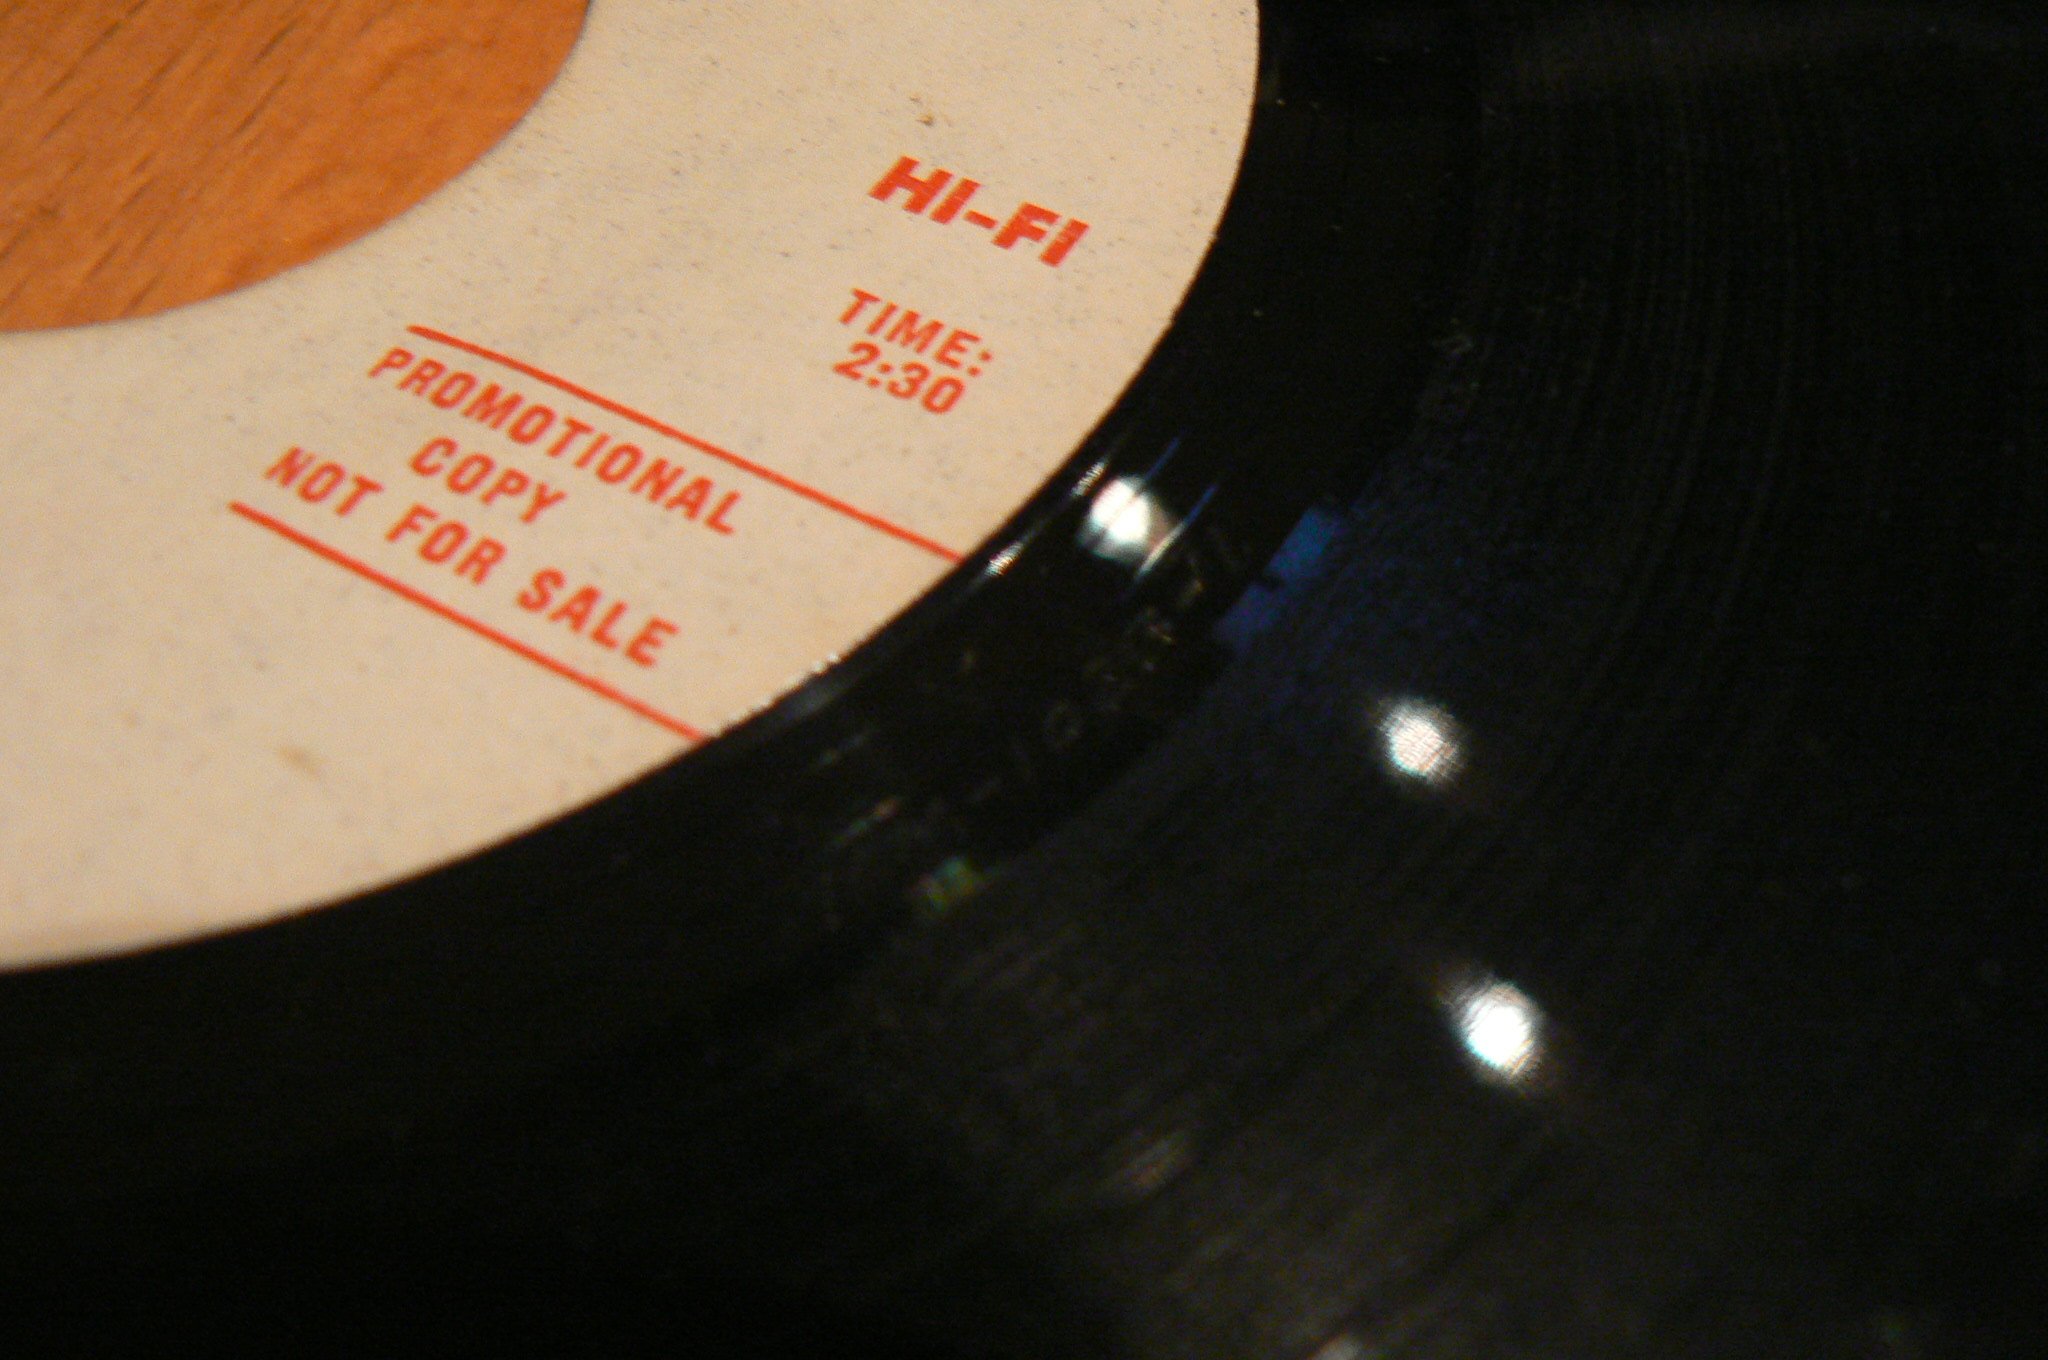 HI-FI
TIME:
2:30
PROMOTIONAL
COPY
NOT FOR SALE